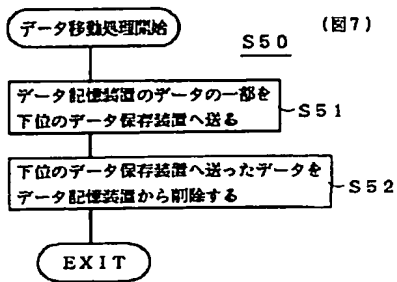 データ移動処理開始
(図7)
S50
データ記憶装置のデータの一部を
下位のデータ保存装置へ送る
S51
下位のデータ保存装置へ送ったデータを
データ記憶装置から削除する
S52
EXIT